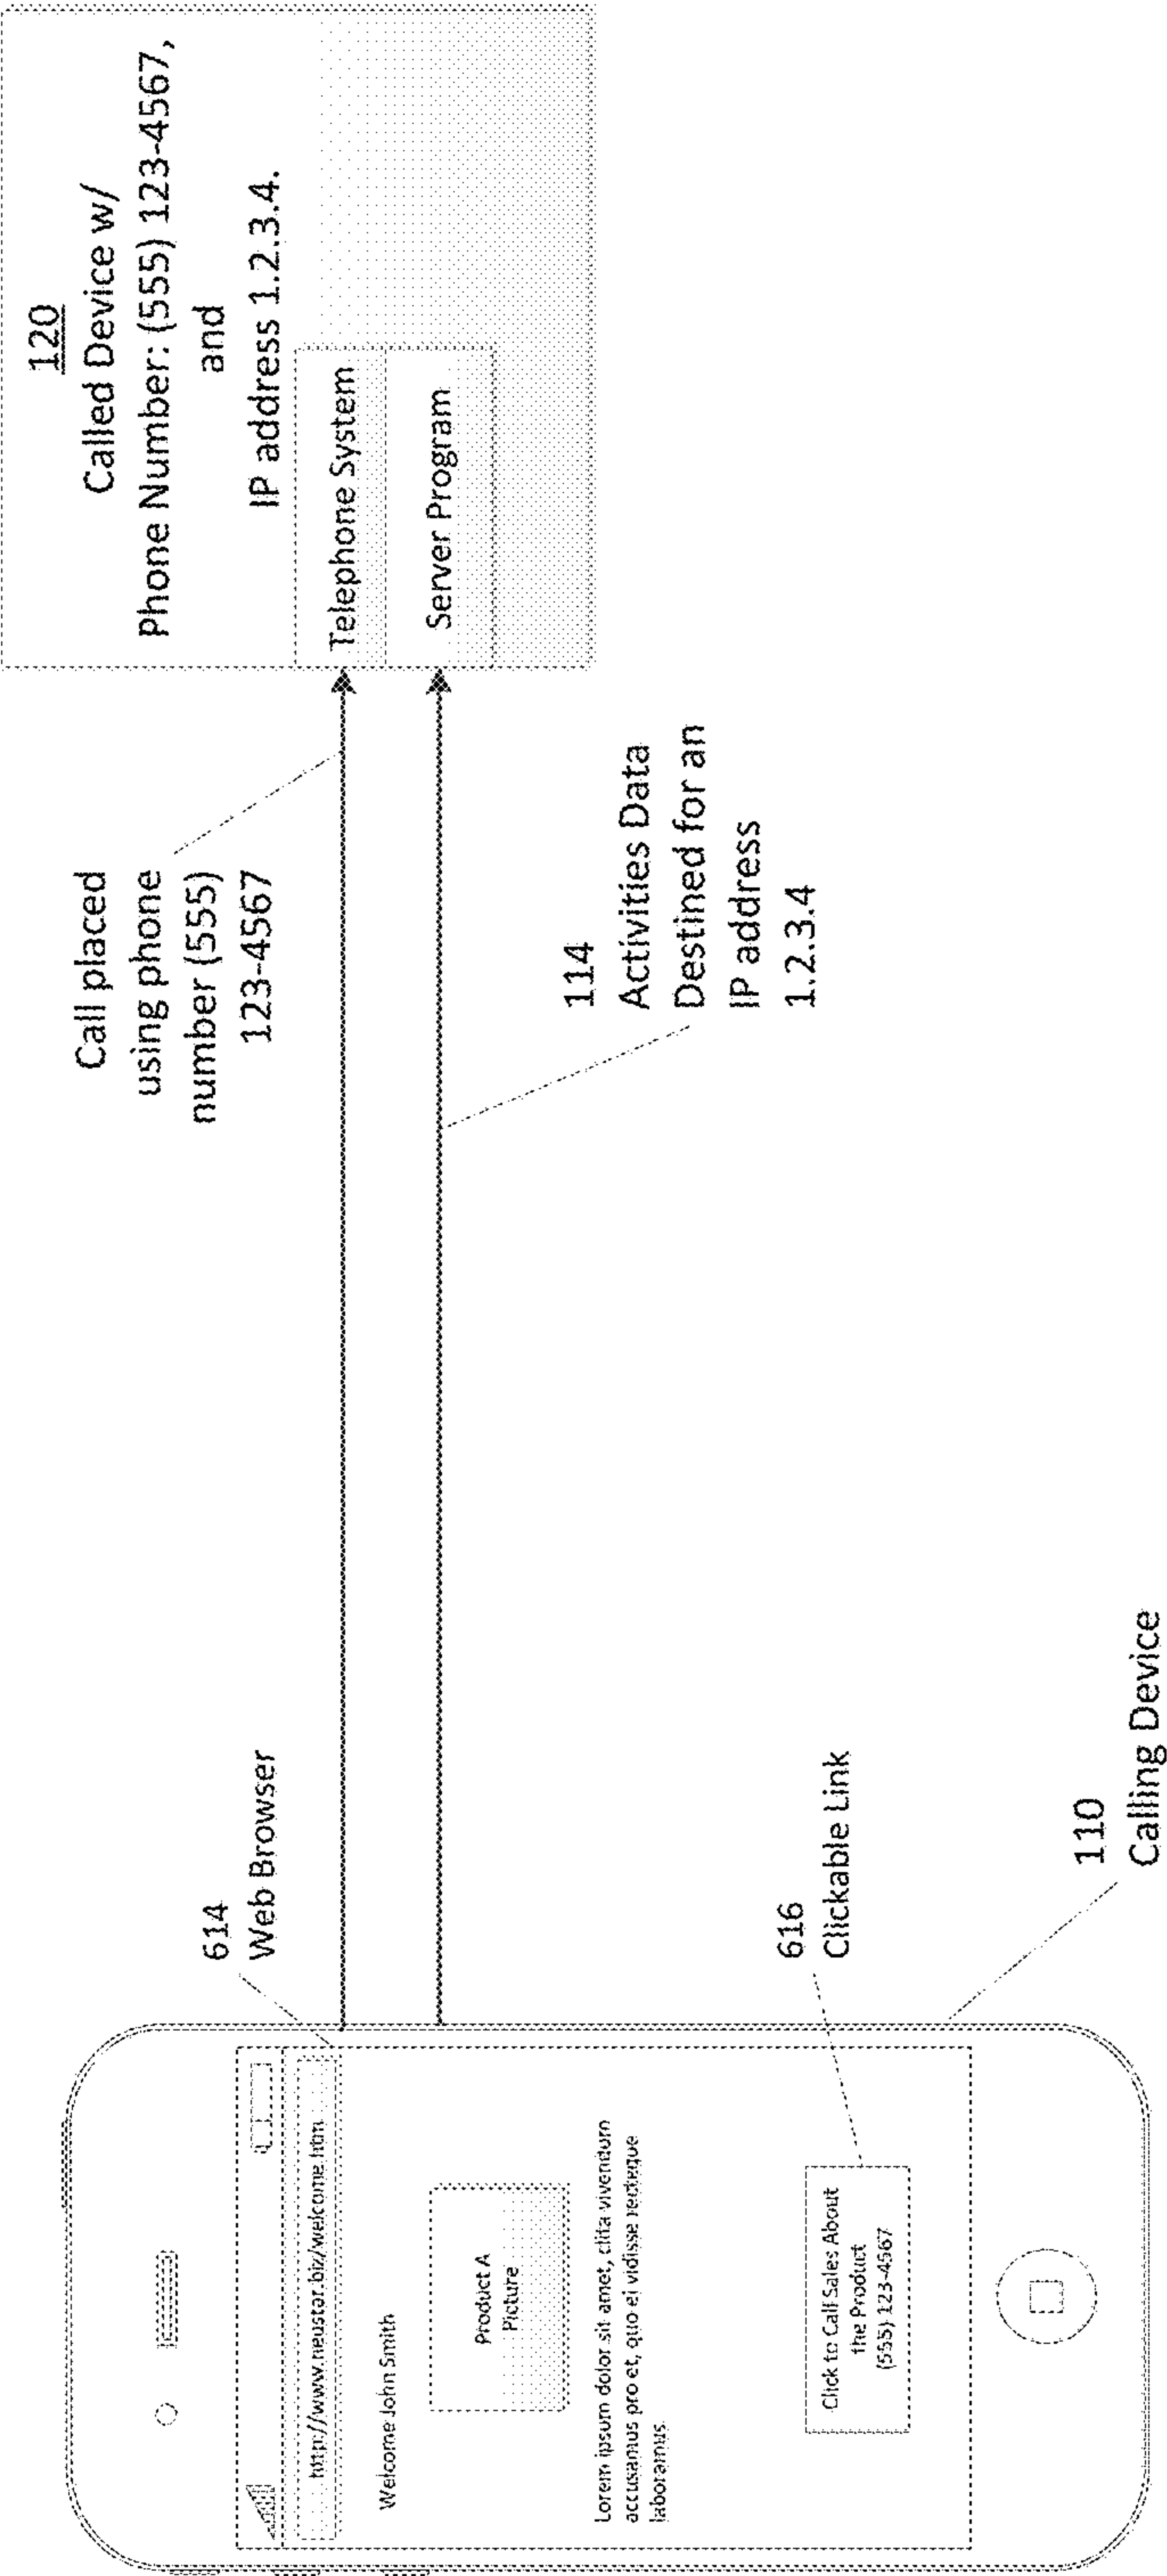 120
Called Device w/
Phone Number: (555) 123-4567,
and
IP address 1.2.3.4.
Telephone System
Server Program
Call placed
using phone
number (555)
123-4567
114
Activities Data
Destined for an
IP address
1.2.3.4
614
Web Browser
616
Clickable Link
110
Calling Device
http://www.neustar.biz/welcome.htm
Welcome John Smith
Product A
Picture
Lorem ipsum dolor sit amet, clita vivendum
accusamus pro et, quo ei vidisse recteque
laboramus.
Click to Call Sales About
the Product
(555) 123-4567